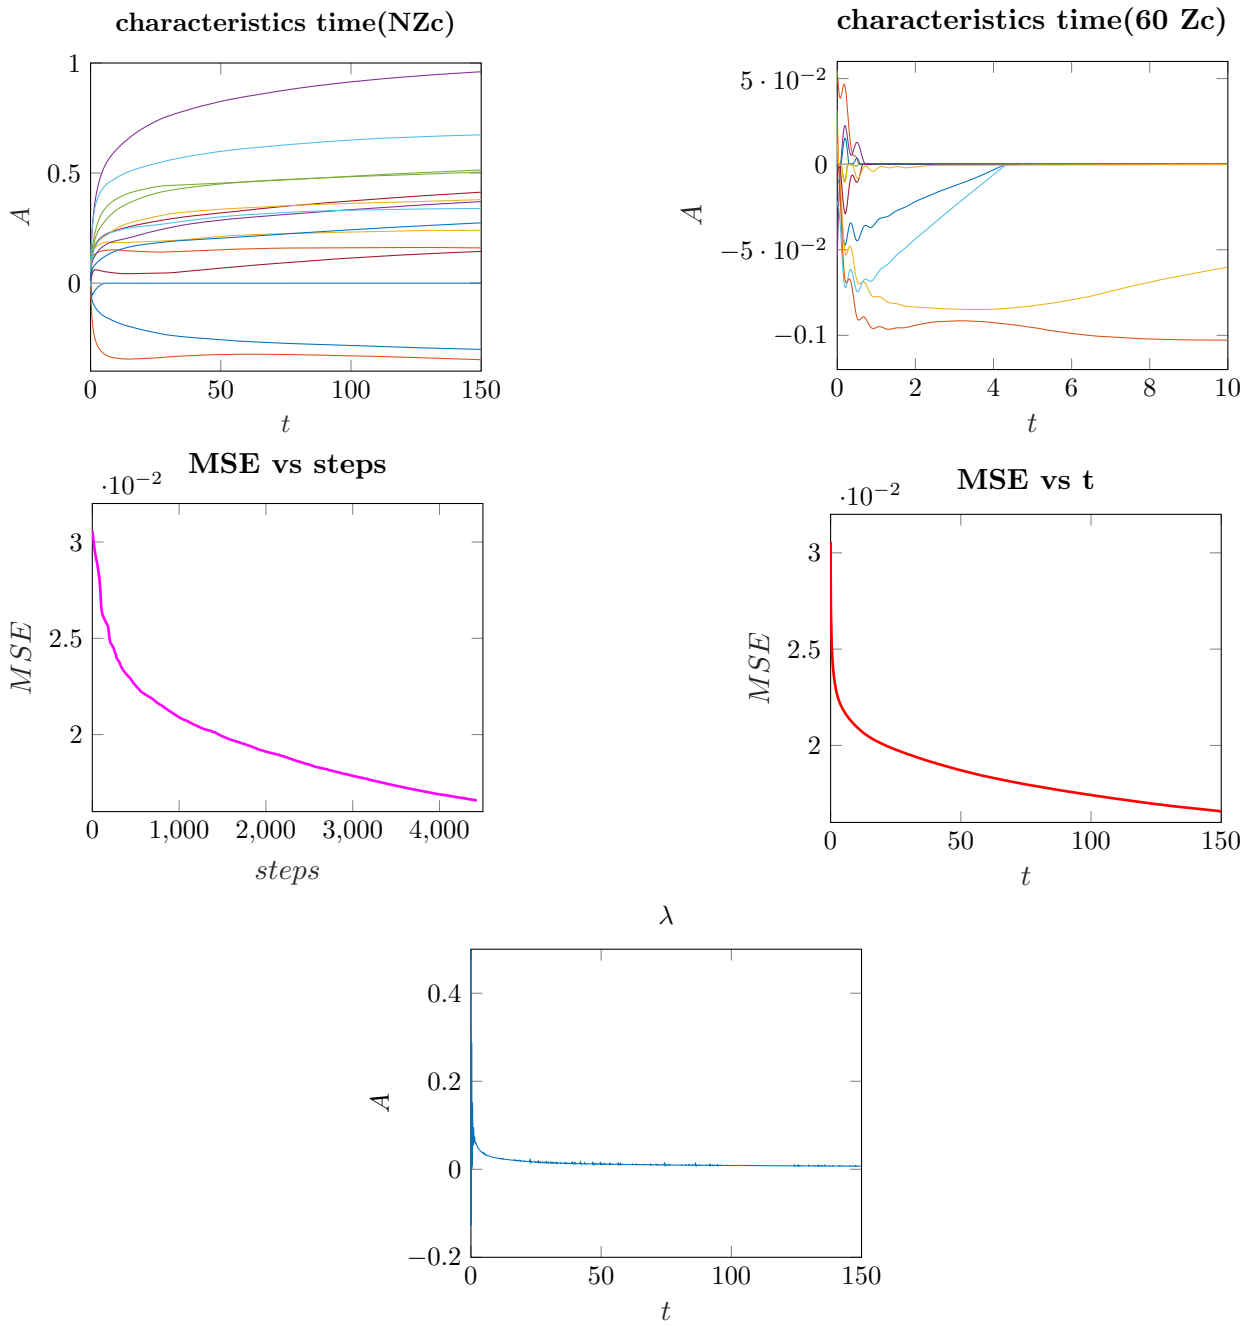 characteristics time(NZc)
1
0.5
0
A
0
50
100
150
t
characteristics time(60 Zc)
5 · 10⁻²
0
−5 · 10⁻²
−0.1
A
0
2
4
6
8
10
t
MSE vs steps
·10⁻²
3
2.5
2
MSE
0
1,000
2,000
3,000
4,000
steps
MSE vs t
·10⁻²
3
2.5
2
MSE
0
50
100
150
t
λ
0.4
0.2
0
−0.2
A
0
50
100
150
t